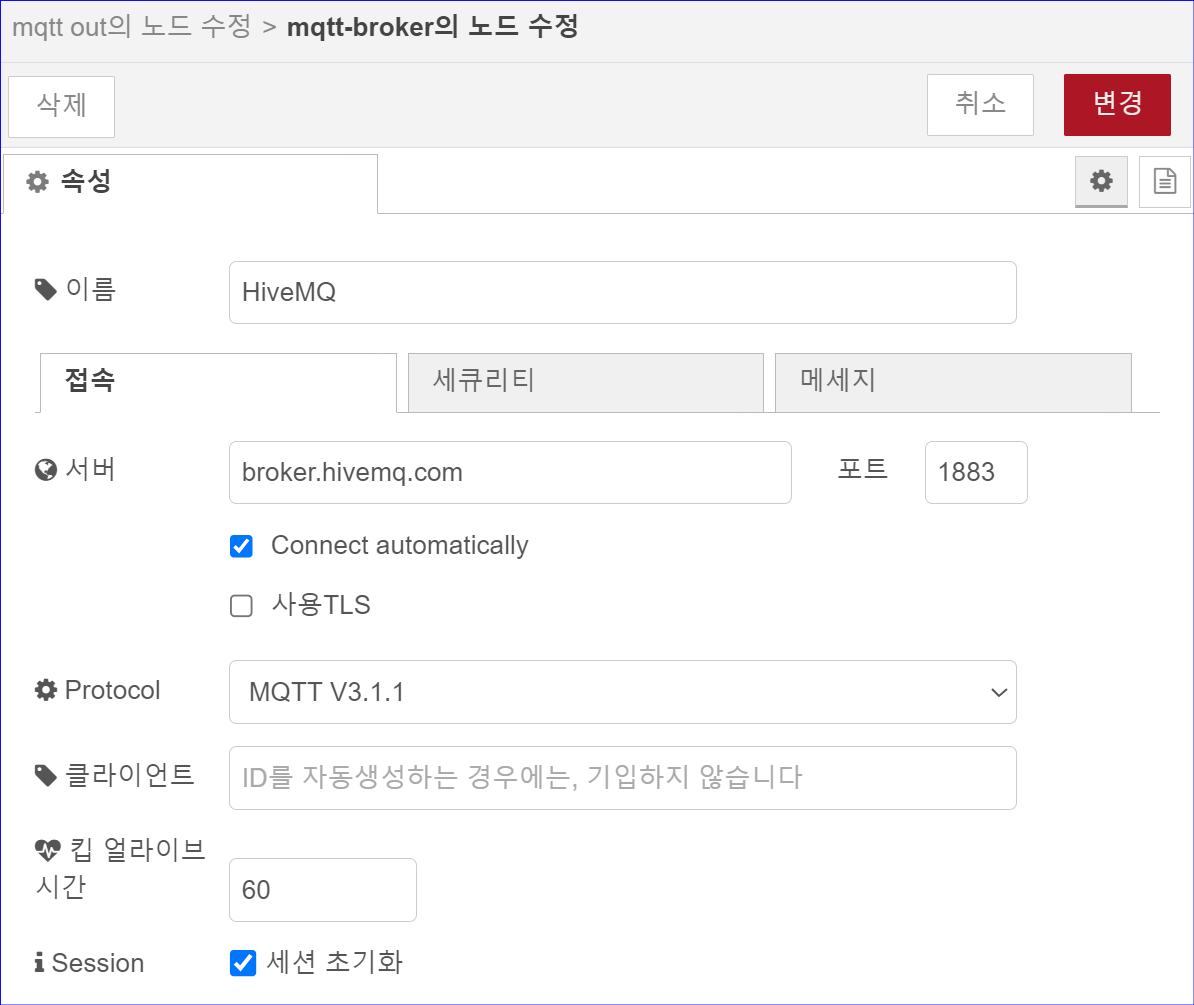 mqtt out의 노드 수정 > mqtt-broker의 노드 수정
삭제 취소 변경
속성
이름 HiveMQ
접속 세큐리티 메세지
서버 broker.hivemq.com 포트 1883
Connect automatically
사용TLS
Protocol MQTT V3.1.1
클라이언트 ID를 자동생성하는 경우에는, 기입하지 않습니다
킵 얼라이브
시간 60
Session 세션 초기화